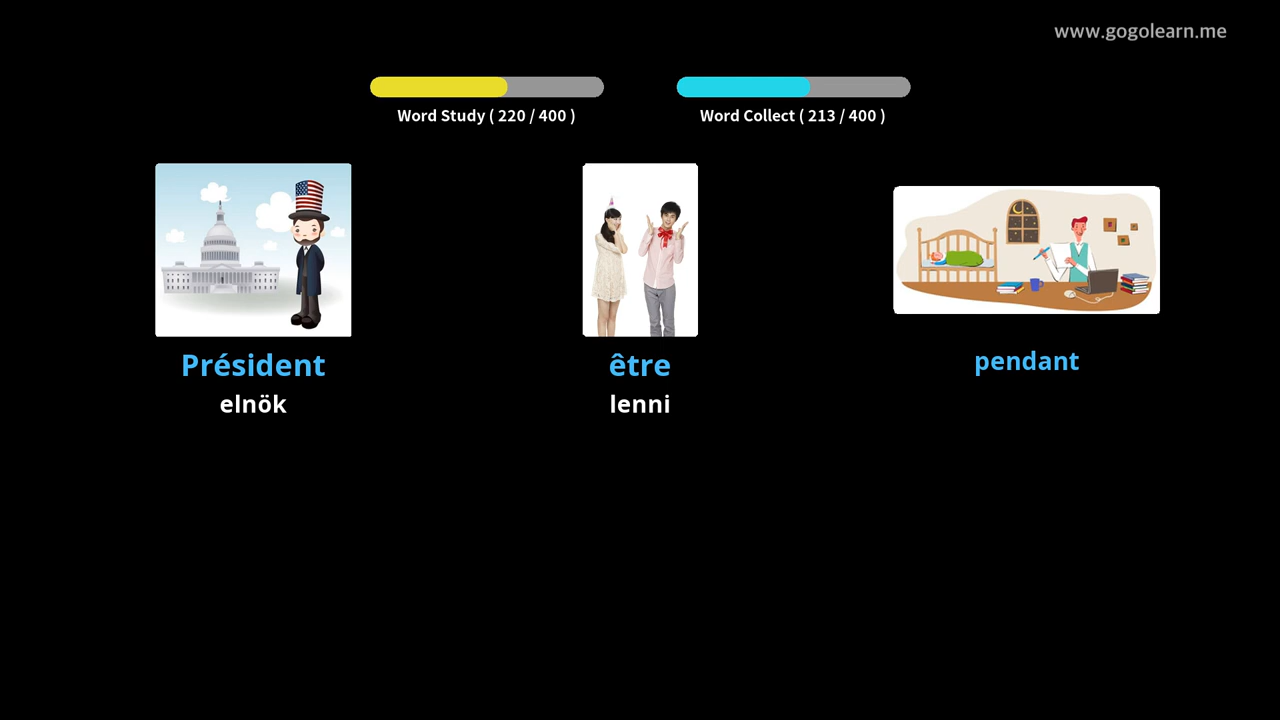 www.gogolearn.me
Word Study ( 220 / 400 )
Word Collect ( 213 / 400 )
Président
être
pendant
elnök
lenni